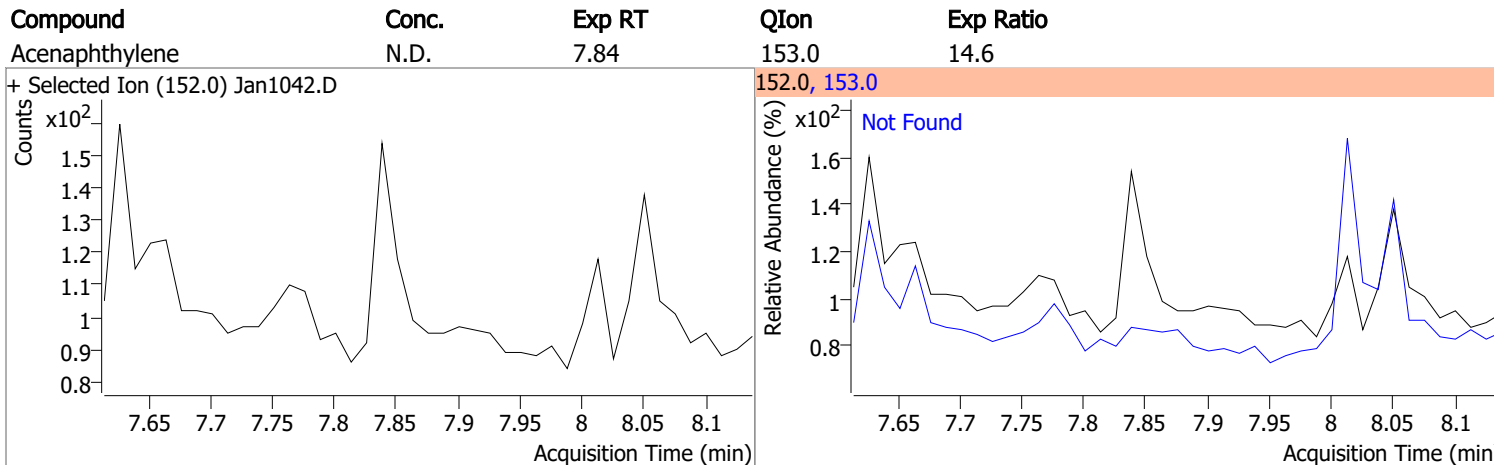 Compound Conc. Exp RT QIon Exp Ratio
Acenaphthylene N.D. 7.84 153.0 14.6
+ Selected Ion (152.0) Jan1042.D
Counts
x10²
1.5
1.4
1.3
1.2
1.1
1
0.9
0.8
7.65 7.7 7.75 7.8 7.85 7.9 7.95 8 8.05 8.1
Acquisition Time (min)
152.0, 153.0
Relative Abundance (%)
x10²
Not Found
1.6
1.4
1.2
1
0.8
7.65 7.7 7.75 7.8 7.85 7.9 7.95 8 8.05 8.1
Acquisition Time (min)